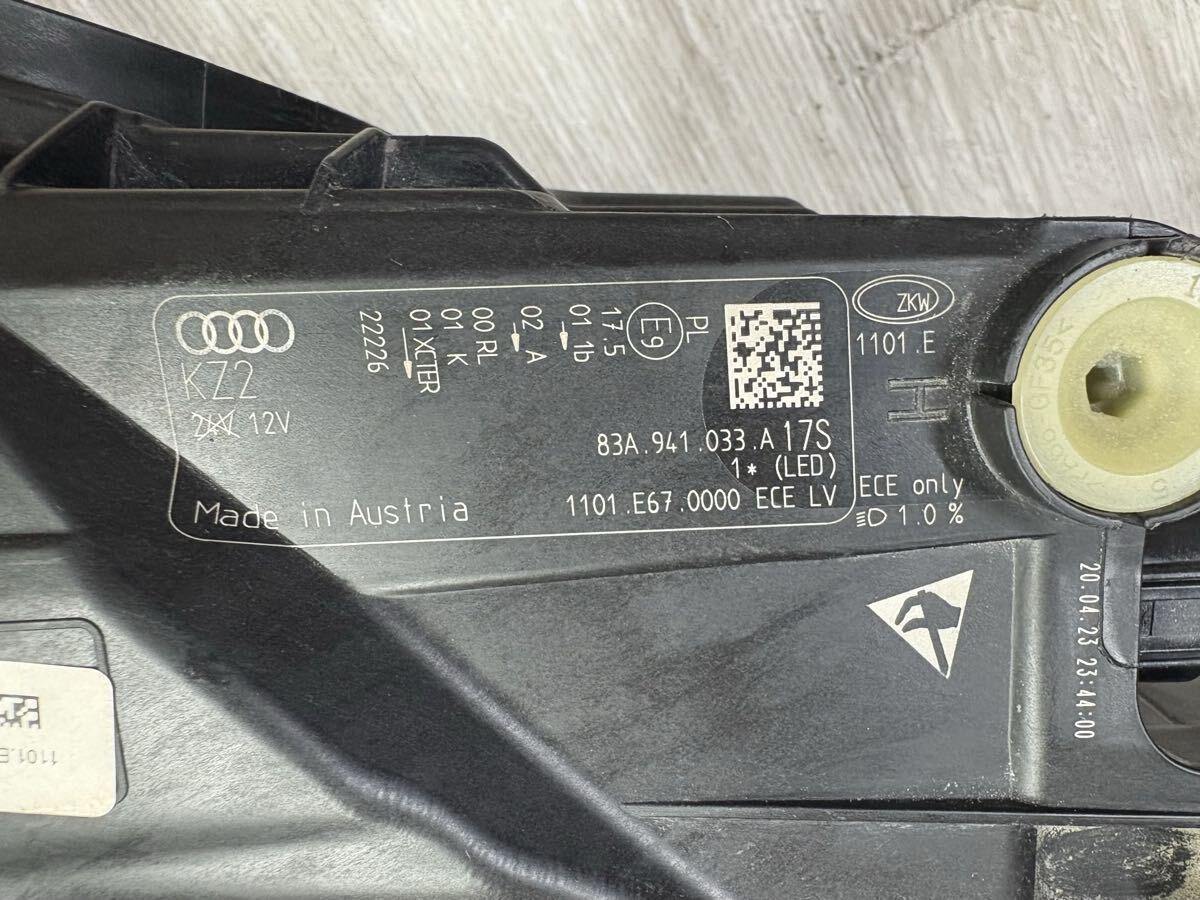 KZ2
24V 12V
Made in Austria
22226
01.XCTER
01. K
00 RL
02. A
01. 1b
17.5
E9
PL
83A.941.033.A 17S
1* (LED)
1101.E67.0000 ECE LV
ZKW
1101.E
H
ECE only
1.0 %
20.04.23 23:44:00